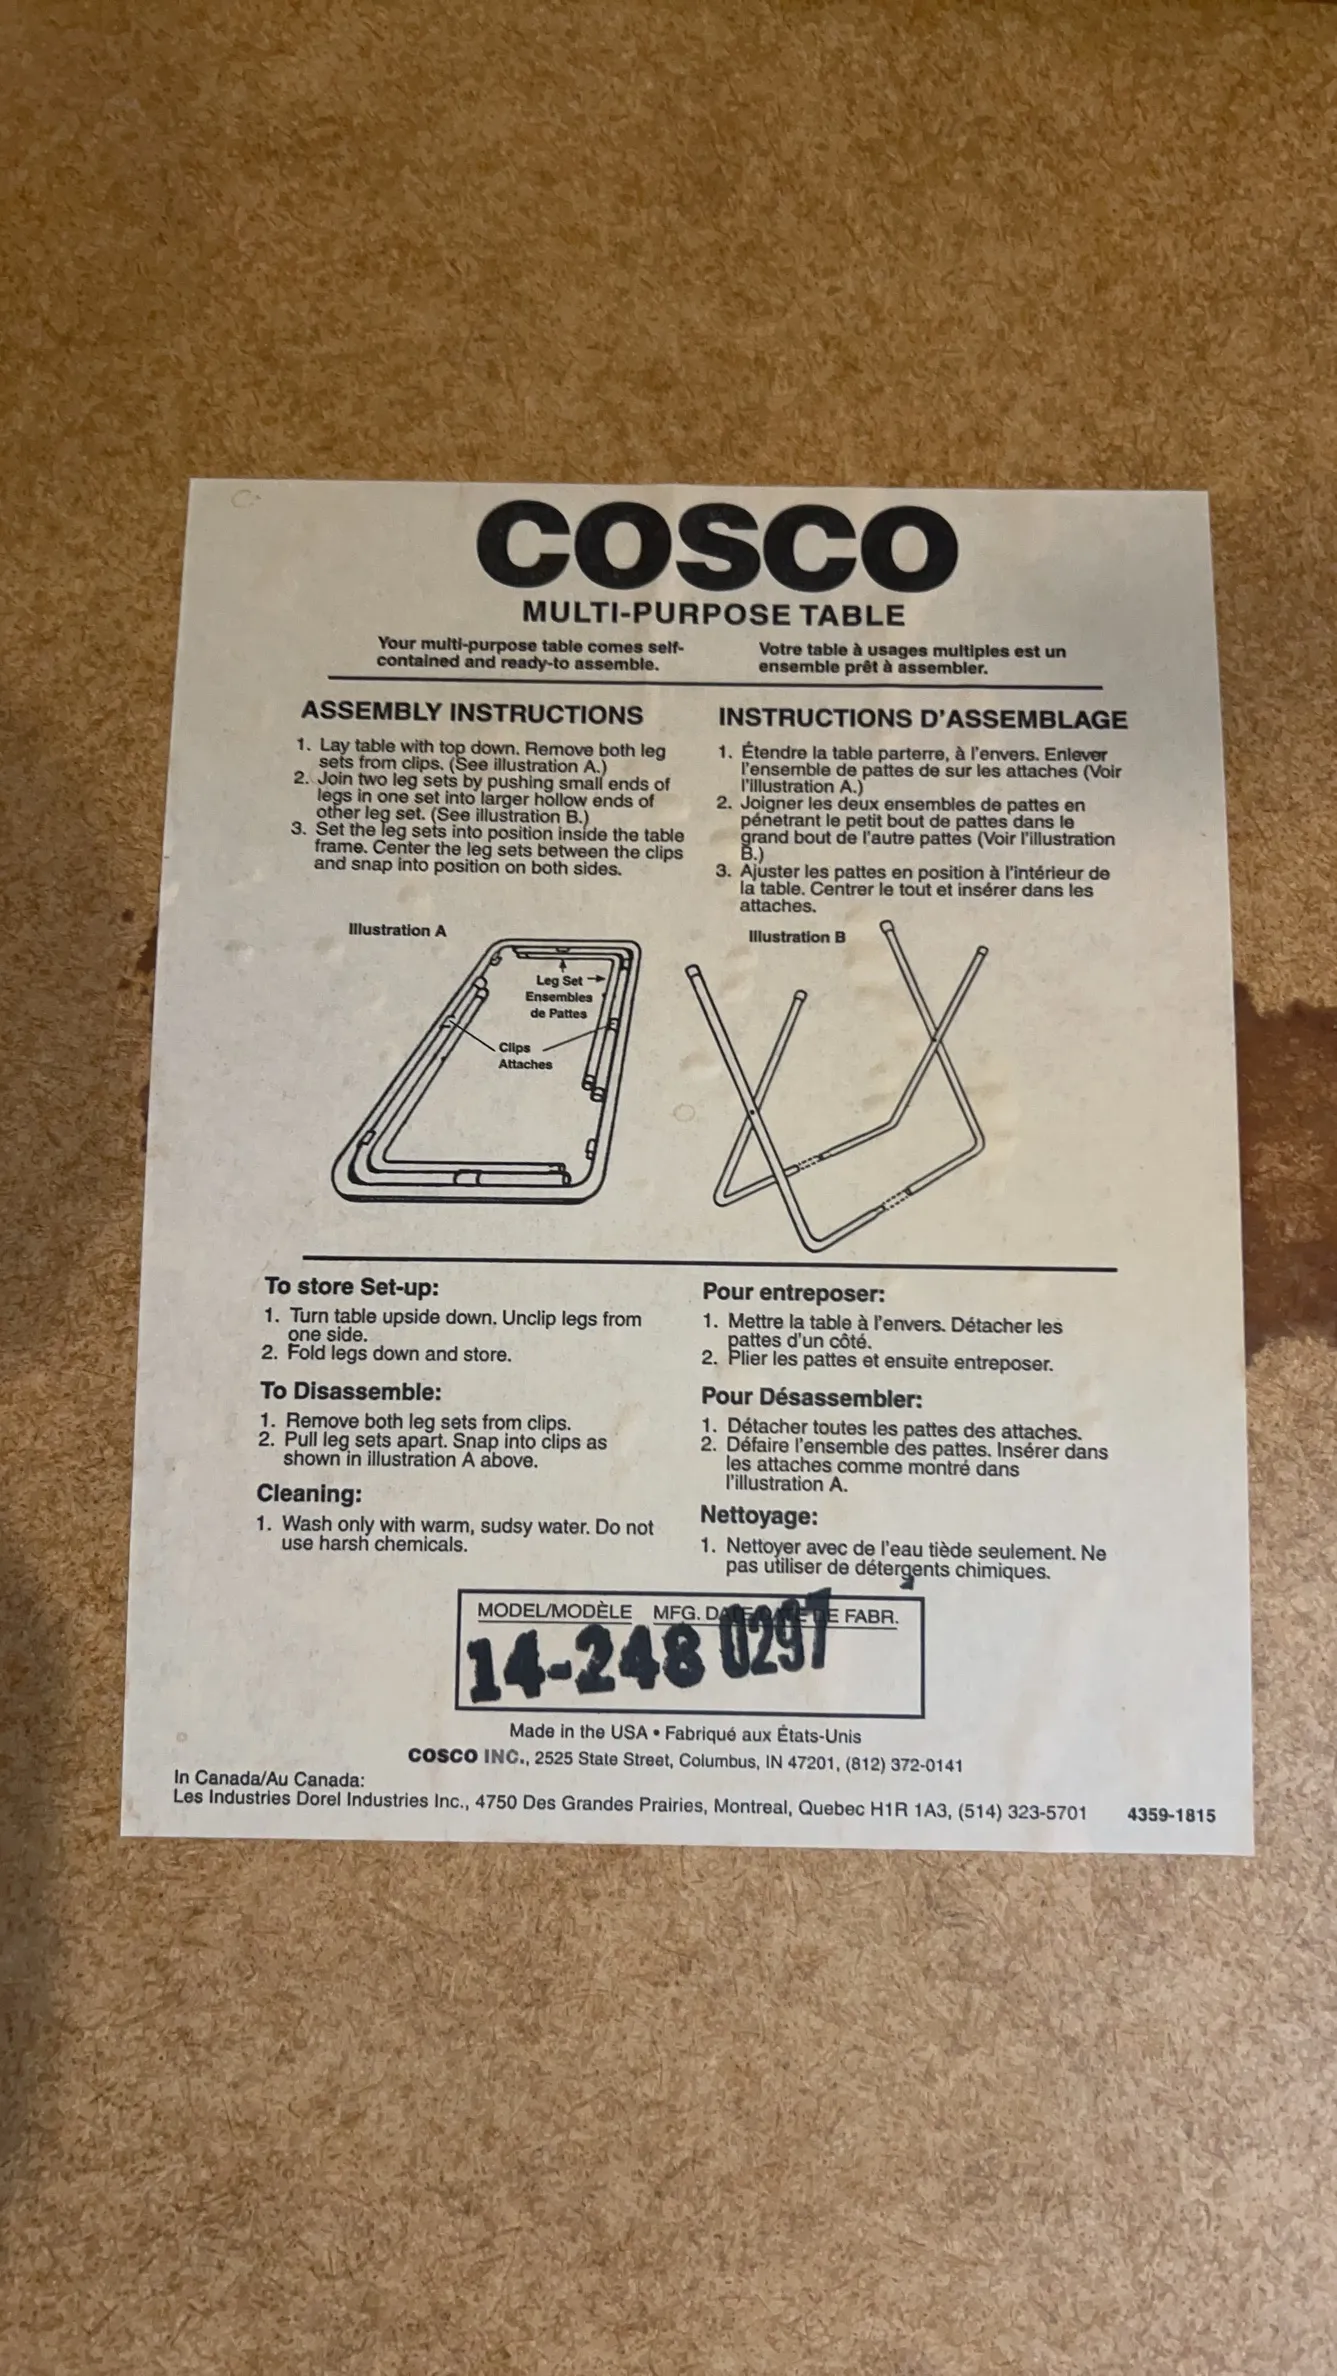 COSCO
MULTI-PURPOSE TABLE
Your multi-purpose table comes self-
contained and ready-to assemble.
Votre table à usages multiples est un
ensemble prêt à assembler.
ASSEMBLY INSTRUCTIONS
1. Lay table with top down. Remove both leg
sets from clips. (See illustration A.)
2. Join two leg sets by pushing small ends of
legs in one set into larger hollow ends of
other leg set. (See illustration B.)
3. Set the leg sets into position inside the table
frame. Center the leg sets between the clips
and snap into position on both sides.
INSTRUCTIONS D'ASSEMBLAGE
1. Étendre la table parterre, à l'envers. Enlever
l'ensemble de pattes de sur les attaches (Voir
l'illustration A.)
2. Joigner les deux ensembles de pattes en
pénetrant le petit bout de pattes dans le
grand bout de l'autre pattes (Voir l'illustration
B.)
3. Ajuster les pattes en position à l'intérieur de
la table. Centrer le tout et insérer dans les
attaches.
Illustration A
Leg Set
Ensembles
de Pattes
Clips
Attaches
Illustration B
To store Set-up:
1. Turn table upside down. Unclip legs from
one side.
2. Fold legs down and store.
To Disassemble:
1. Remove both leg sets from clips.
2. Pull leg sets apart. Snap into clips as
shown in illustration A above.
Cleaning:
1. Wash only with warm, sudsy water. Do not
use harsh chemicals.
Pour entreposer:
1. Mettre la table à l'envers. Détacher les
pattes d'un côté.
2. Plier les pattes et ensuite entreposer.
Pour Désassembler:
1. Détacher toutes les pattes des attaches.
2. Défaire l'ensemble des pattes. Insérer dans
les attaches comme montré dans
l'illustration A.
Nettoyage:
1. Nettoyer avec de l'eau tiède seulement. Ne
pas utiliser de détergents chimiques.
MODEL/MODÈLE MFG. DATE/DATE DE FABR.
14-248 0297
Made in the USA • Fabriqué aux États-Unis
COSCO INC., 2525 State Street, Columbus, IN 47201, (812) 372-0141
In Canada/Au Canada:
Les Industries Dorel Industries Inc., 4750 Des Grandes Prairies, Montreal, Quebec H1R 1A3, (514) 323-5701 4359-1815